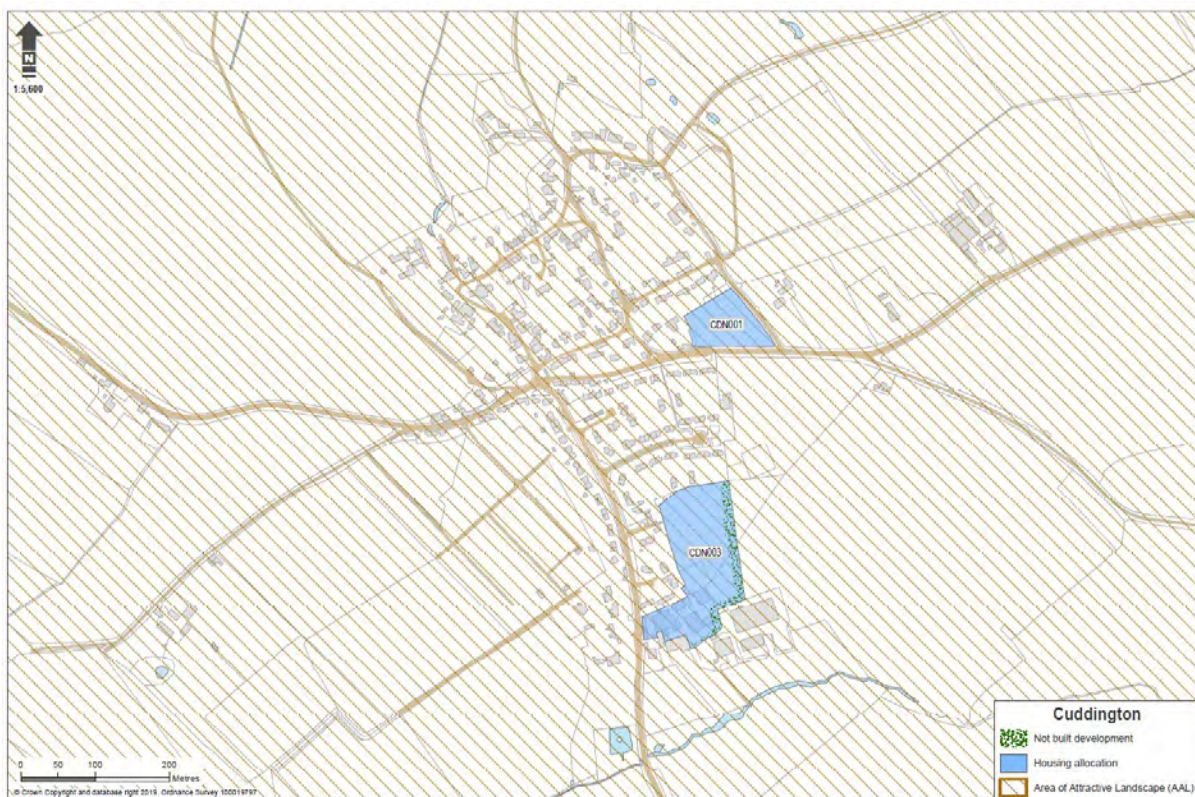 N
1:5,600
CDN001
CDN003
0 50 100 200
Metres
© Crown Copyright and database right 2019. Ordnance Survey 100019797
Cuddington
Not built development
Housing allocation
Area of Attractive Landscape (AAL)